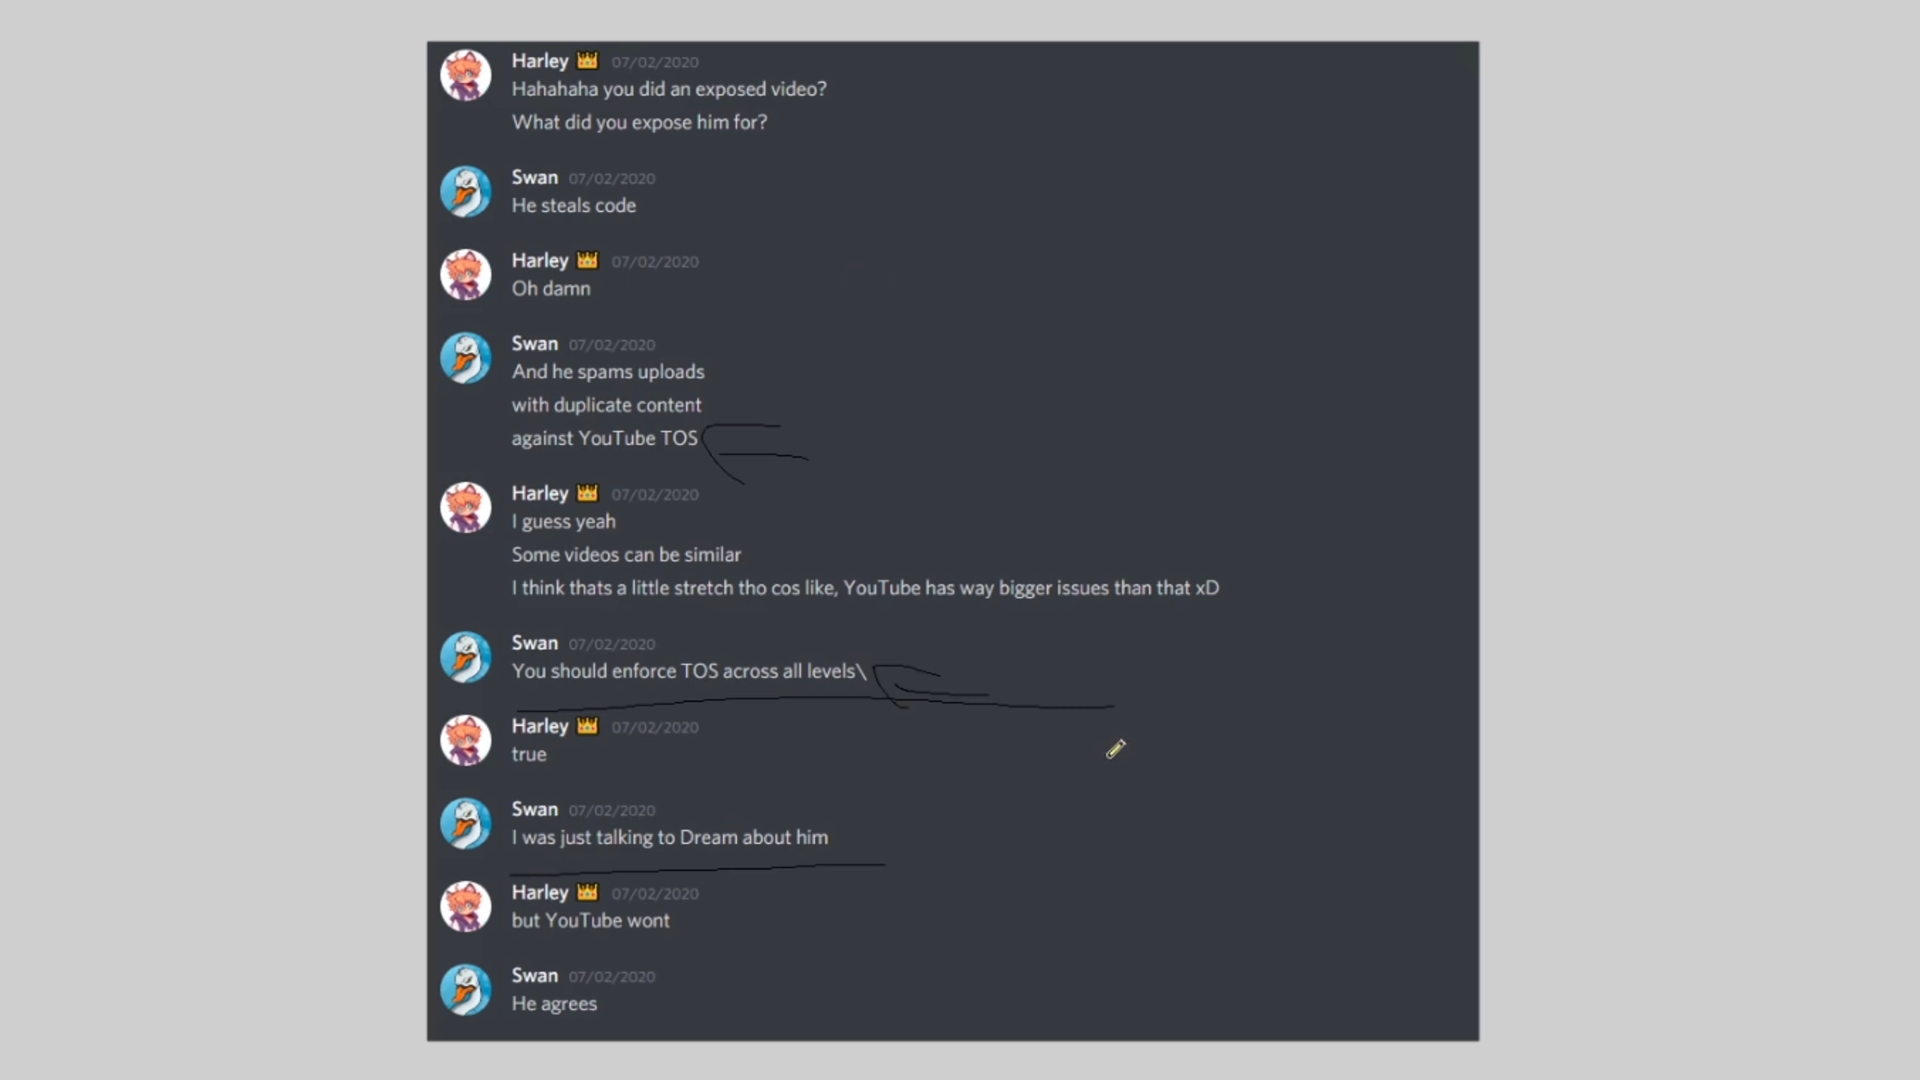 Harley 👑 07/02/2020
Hahahaha you did an exposed video?
What did you expose him for?
Swan 07/02/2020
He steals code
Harley 👑 07/02/2020
Oh damn
Swan 07/02/2020
And he spams uploads
with duplicate content
against YouTube TOS
Harley 👑 07/02/2020
I guess yeah
Some videos can be similar
I think thats a little stretch tho cos like, YouTube has way bigger issues than that xD
Swan 07/02/2020
You should enforce TOS across all levels\
Harley 👑 07/02/2020
true
Swan 07/02/2020
I was just talking to Dream about him
Harley 👑 07/02/2020
but YouTube wont
Swan 07/02/2020
He agrees